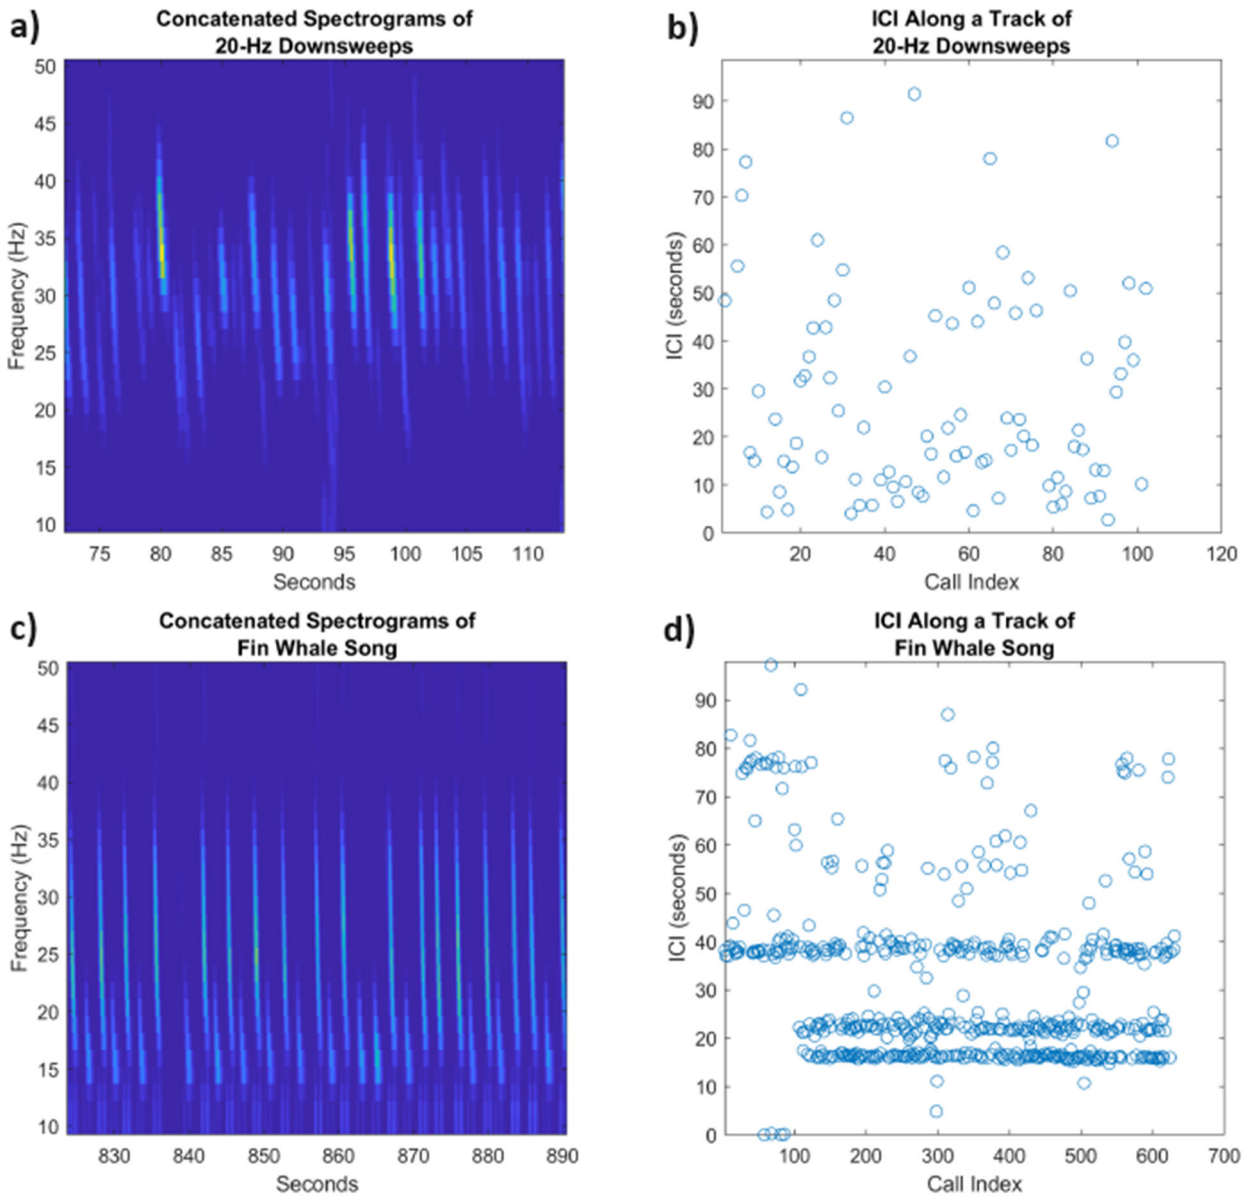 a)
Concatenated Spectrograms of
20-Hz Downsweeps
50
45
40
35
30
25
20
15
10
Frequency (Hz)
75 80 85 90 95 100 105 110
Seconds
b)
ICI Along a Track of
20-Hz Downsweeps
90
80
70
60
50
40
30
20
10
0
ICI (seconds)
20 40 60 80 100 120
Call Index
c)
Concatenated Spectrograms of
Fin Whale Song
50
45
40
35
30
25
20
15
10
Frequency (Hz)
830 840 850 860 870 880 890
Seconds
d)
ICI Along a Track of
Fin Whale Song
90
80
70
60
50
40
30
20
10
0
ICI (seconds)
100 200 300 400 500 600 700
Call Index